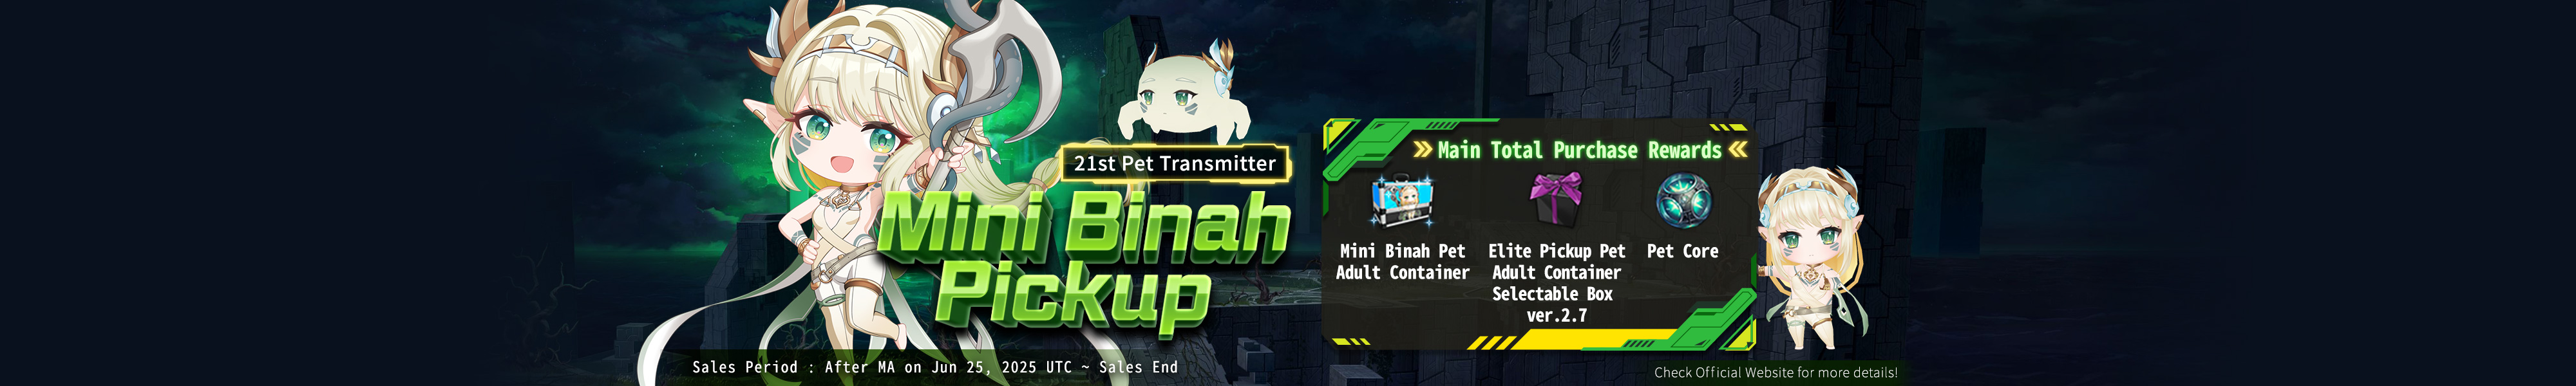 21st Pet Transmitter
Mini Binah
Pickup
Sales Period : After MA on Jun 25, 2025 UTC ~ Sales End
Main Total Purchase Rewards
Mini Binah Pet
Adult Container
Elite Pickup Pet
Adult Container
Selectable Box
ver.2.7
Pet Core
Check Official Website for more details!